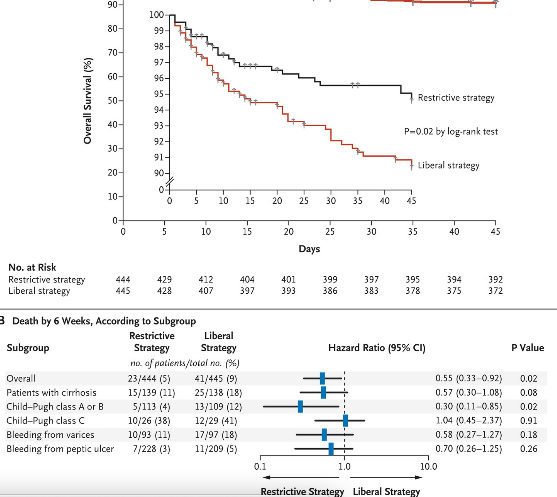 90
80
70
60
50
40
30
20
10
0
Overall Survival (%)
100
99
98
97
96
95
94
93
92
91
90
0
0 5 10 15 20 25 30 35 40 45
Restrictive strategy
P=0.02 by log-rank test
Liberal strategy
0 5 10 15 20 25 30 35 40 45
Days
No. at Risk
Restrictive strategy 444 429 412 404 401 399 397 395 394 392
Liberal strategy 445 428 407 397 393 386 383 378 375 372
B Death by 6 Weeks, According to Subgroup
Subgroup Restrictive Strategy Liberal Strategy Hazard Ratio (95% CI) P Value
no. of patients/total no. (%)
Overall 23/444 (5) 41/445 (9) 0.55 (0.33–0.92) 0.02
Patients with cirrhosis 15/139 (11) 25/138 (18) 0.57 (0.30–1.08) 0.08
Child–Pugh class A or B 5/113 (4) 13/109 (12) 0.30 (0.11–0.85) 0.02
Child–Pugh class C 10/26 (38) 12/29 (41) 1.04 (0.45–2.37) 0.91
Bleeding from varices 10/93 (11) 17/97 (18) 0.58 (0.27–1.27) 0.18
Bleeding from peptic ulcer 7/228 (3) 11/209 (5) 0.70 (0.26–1.25) 0.26
0.1 1.0 10.0
Restrictive Strategy Liberal Strategy